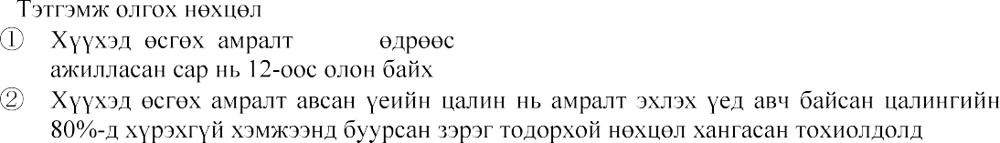 Тэтгэмж олгох нөхцөл
① Хүүхэд өсгөх амралт өдрөөс
ажилласан сар нь 12-оос олон байх
② Хүүхэд өсгөх амралт авсан үеийн цалин нь амралт эхлэх үед авч байсан цалингийн
80%-д хүрэхгүй хэмжээнд буурсан зэрэг тодорхой нөхцөл хангасан тохиолдолд